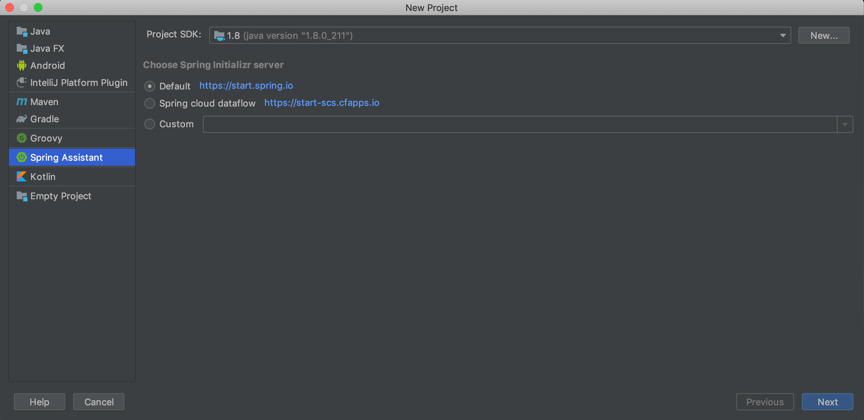 New Project
Java
Java FX
Android
IntelliJ Platform Plugin
Maven
Gradle
Groovy
Spring Assistant
Kotlin
Empty Project
Project SDK: 1.8 (java version "1.8.0_211") New...
Choose Spring Initializr server
Default https://start.spring.io
Spring cloud dataflow https://start-scs.cfapps.io
Custom
Help Cancel Previous Next